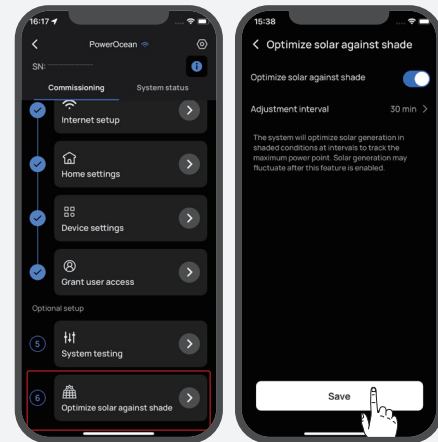 16:17
PowerOcean
SN:
Commissioning
System status
Internet setup
Home settings
Device settings
Grant user access
Optional setup
5
System testing
6
Optimize solar against shade
15:38
Optimize solar against shade
Optimize solar against shade
Adjustment interval
30 min
The system will optimize solar generation in
shaded conditions at intervals to track the
maximum power point. Solar generation may
fluctuate after this feature is enabled.
Save